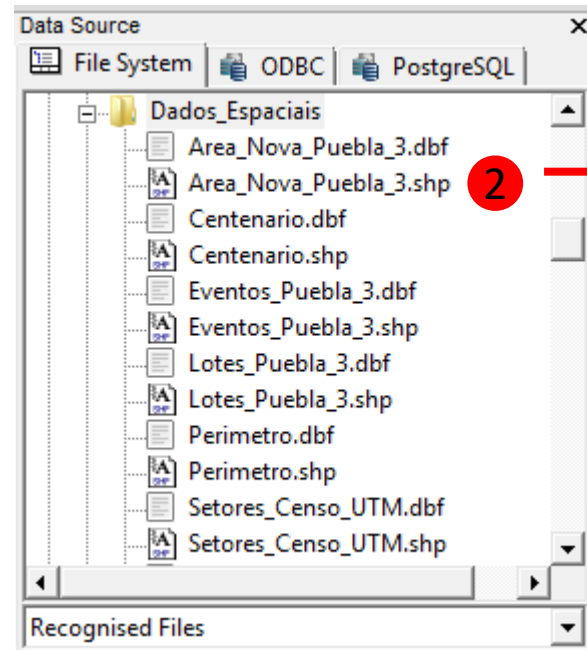 Data Source
File System ODBC PostgreSQL
Dados_Espaciais
Area_Nova_Puebla_3.dbf
Area_Nova_Puebla_3.shp 2
Centenario.dbf
Centenario.shp
Eventos_Puebla_3.dbf
Eventos_Puebla_3.shp
Lotes_Puebla_3.dbf
Lotes_Puebla_3.shp
Perimetro.dbf
Perimetro.shp
Setores_Censo_UTM.dbf
Setores_Censo_UTM.shp
Recognised Files